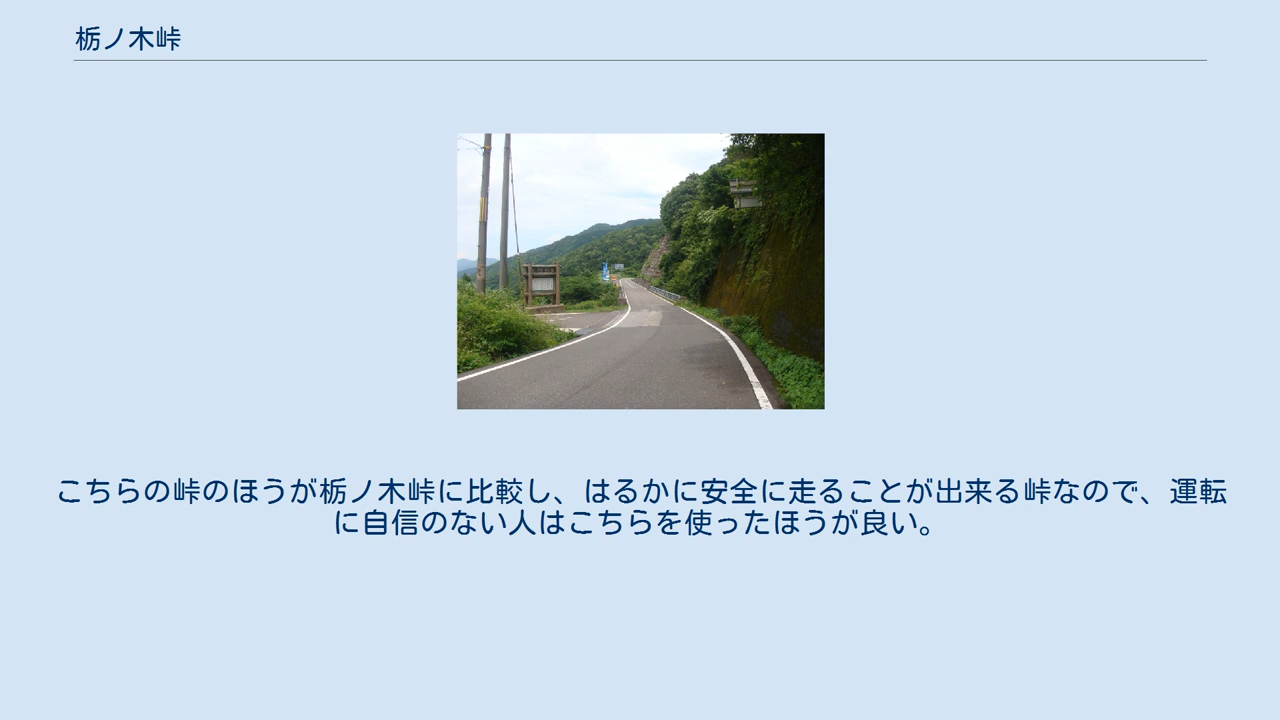 栃ノ木峠
こちらの峠のほうが栃ノ木峠に比較し、はるかに安全に走ることが出来る峠なので、運転
に自信のない人はこちらを使ったほうが良い。